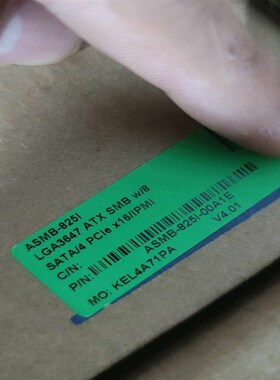 ASMB-825I
LGA3647 ATX SMB w/8
SATA/4 PCIe x16/IPMI
C/N:
P/N:
ASMB-825I-00A1E
MO: KEL4A71PA
V4.01